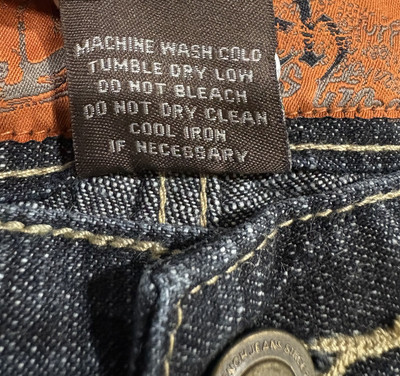 MACHINE WASH COLD
TUMBLE DRY LOW
DO NOT BLEACH
DO NOT DRY CLEAN
COOL IRON
IF NECESSARY